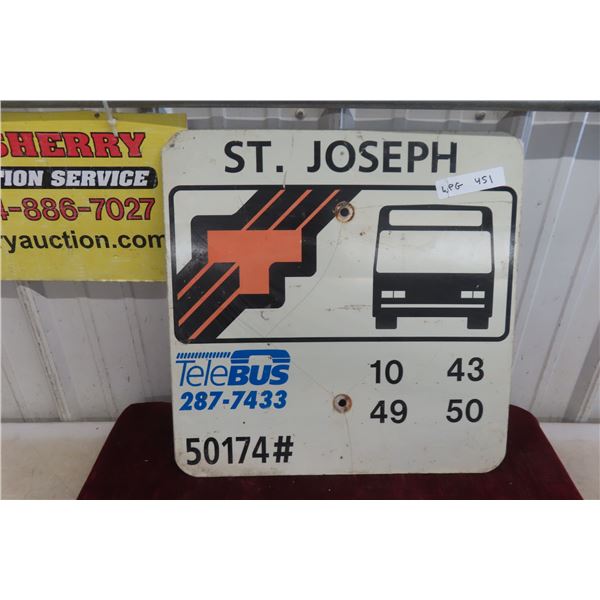 SHERRY
TION SERVICE
4-886-7027
ryauction.com
ST. JOSEPH
WPG 451
TeleBUS
287-7433
10 43
49 50
50174#